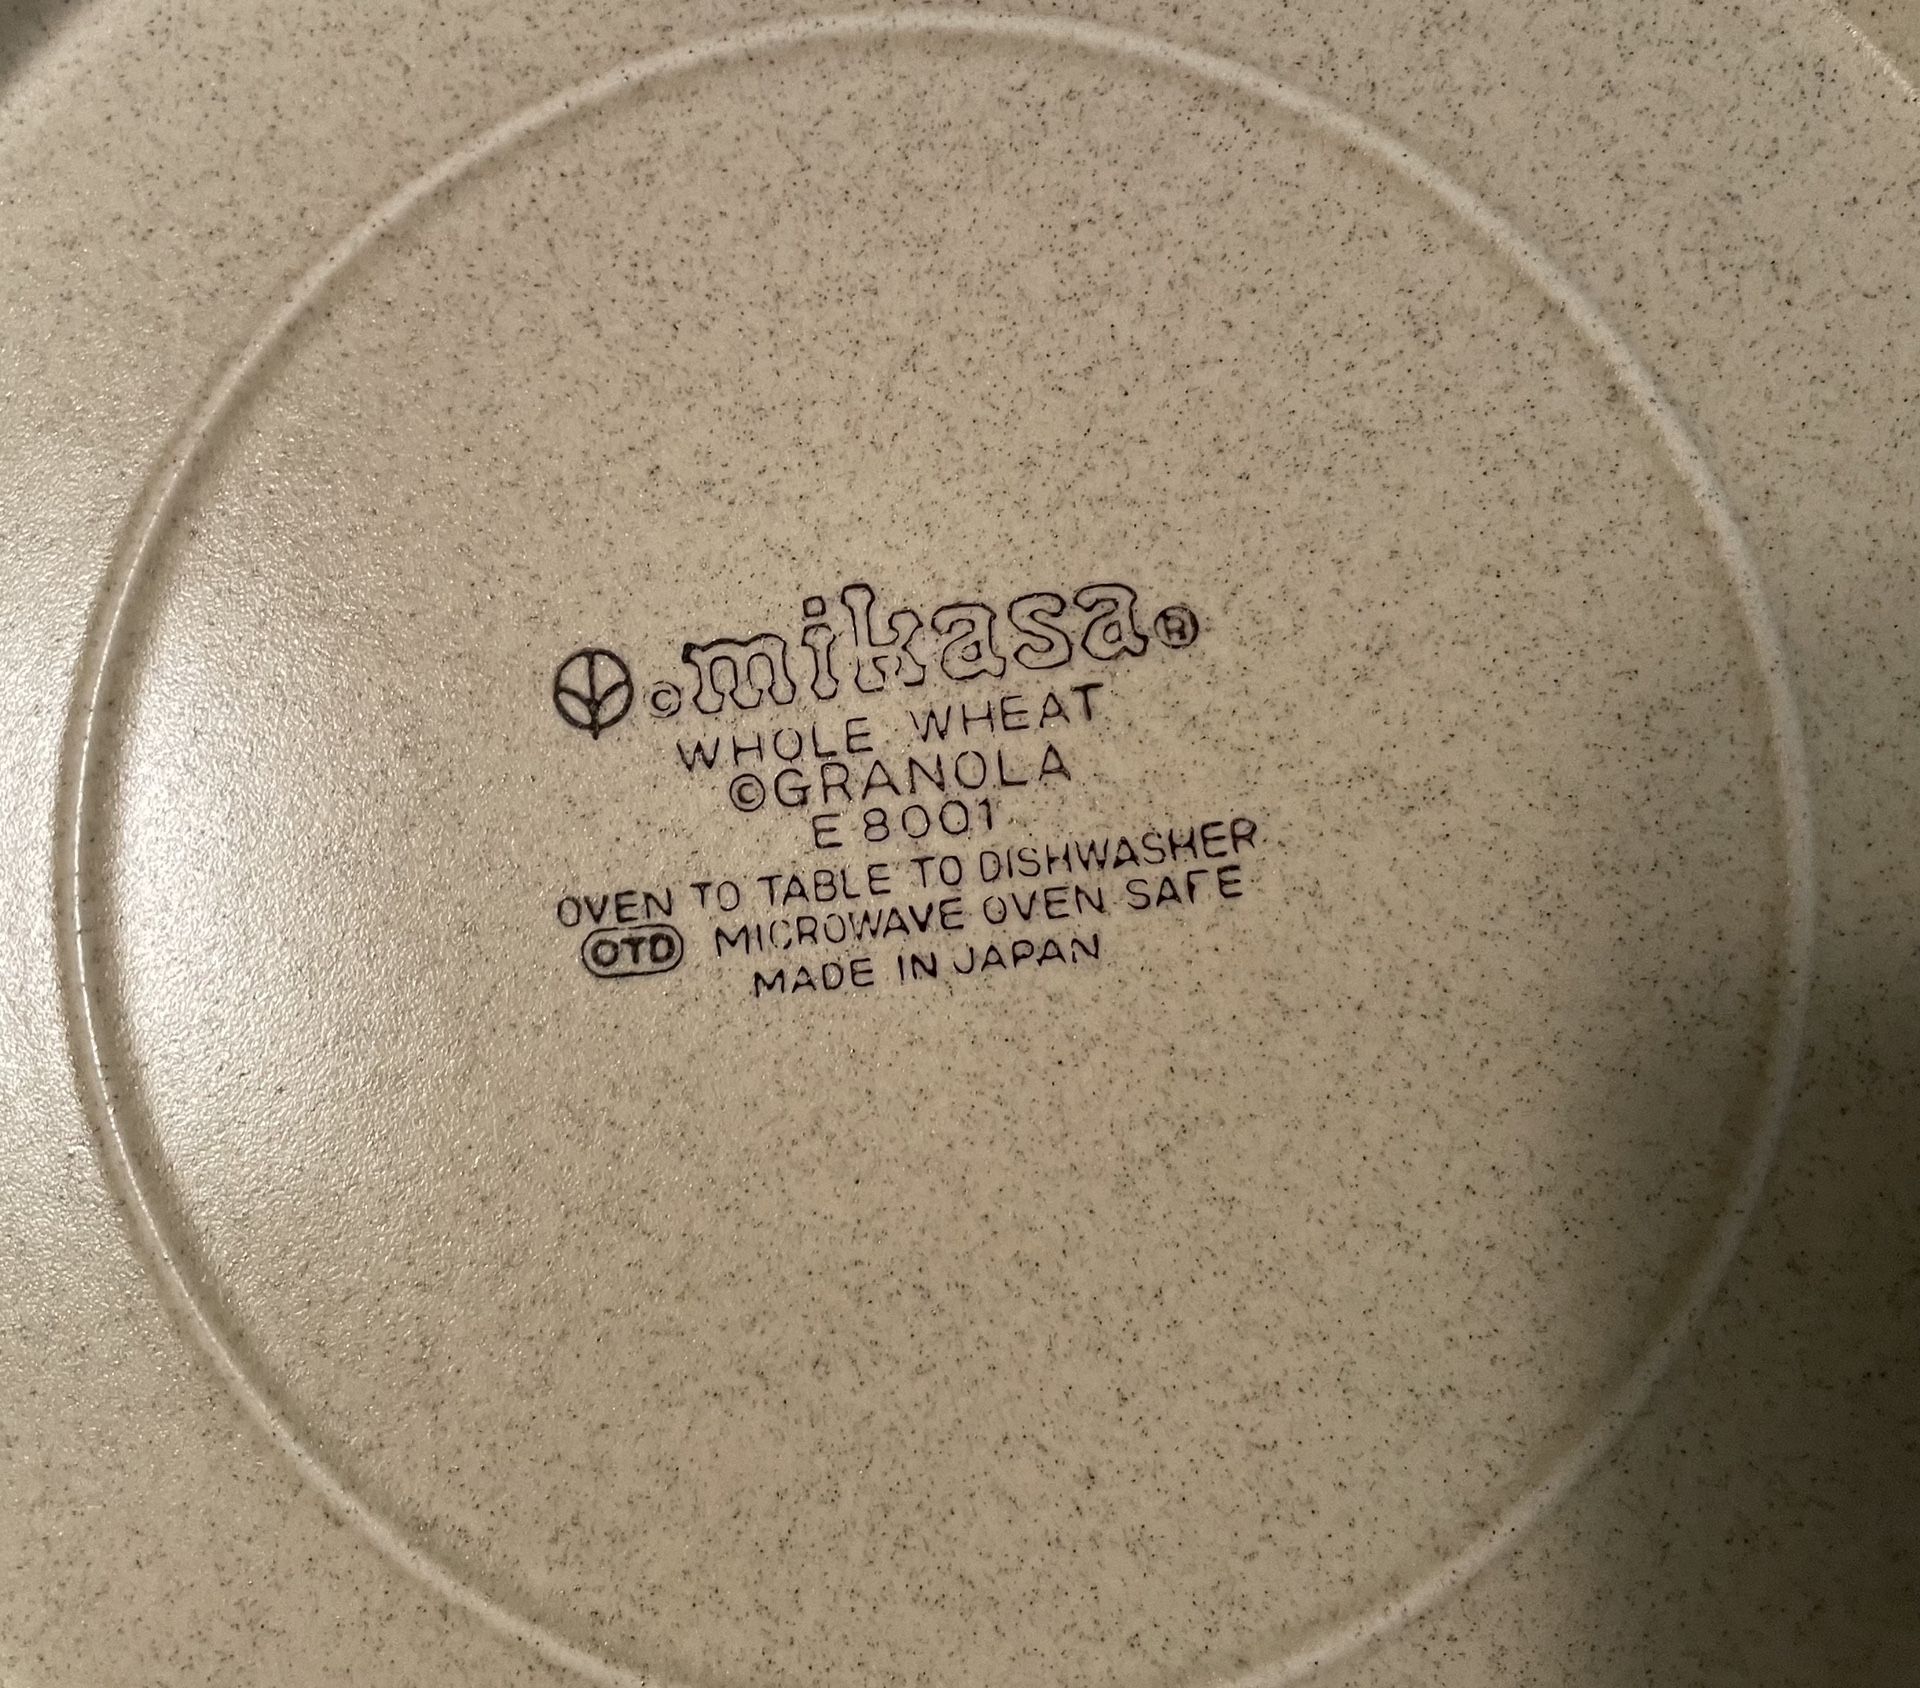 © mikasa ®
WHOLE WHEAT
© GRANOLA
E 8001
OVEN TO TABLE TO DISHWASHER
OTD MICROWAVE OVEN SAFE
MADE IN JAPAN